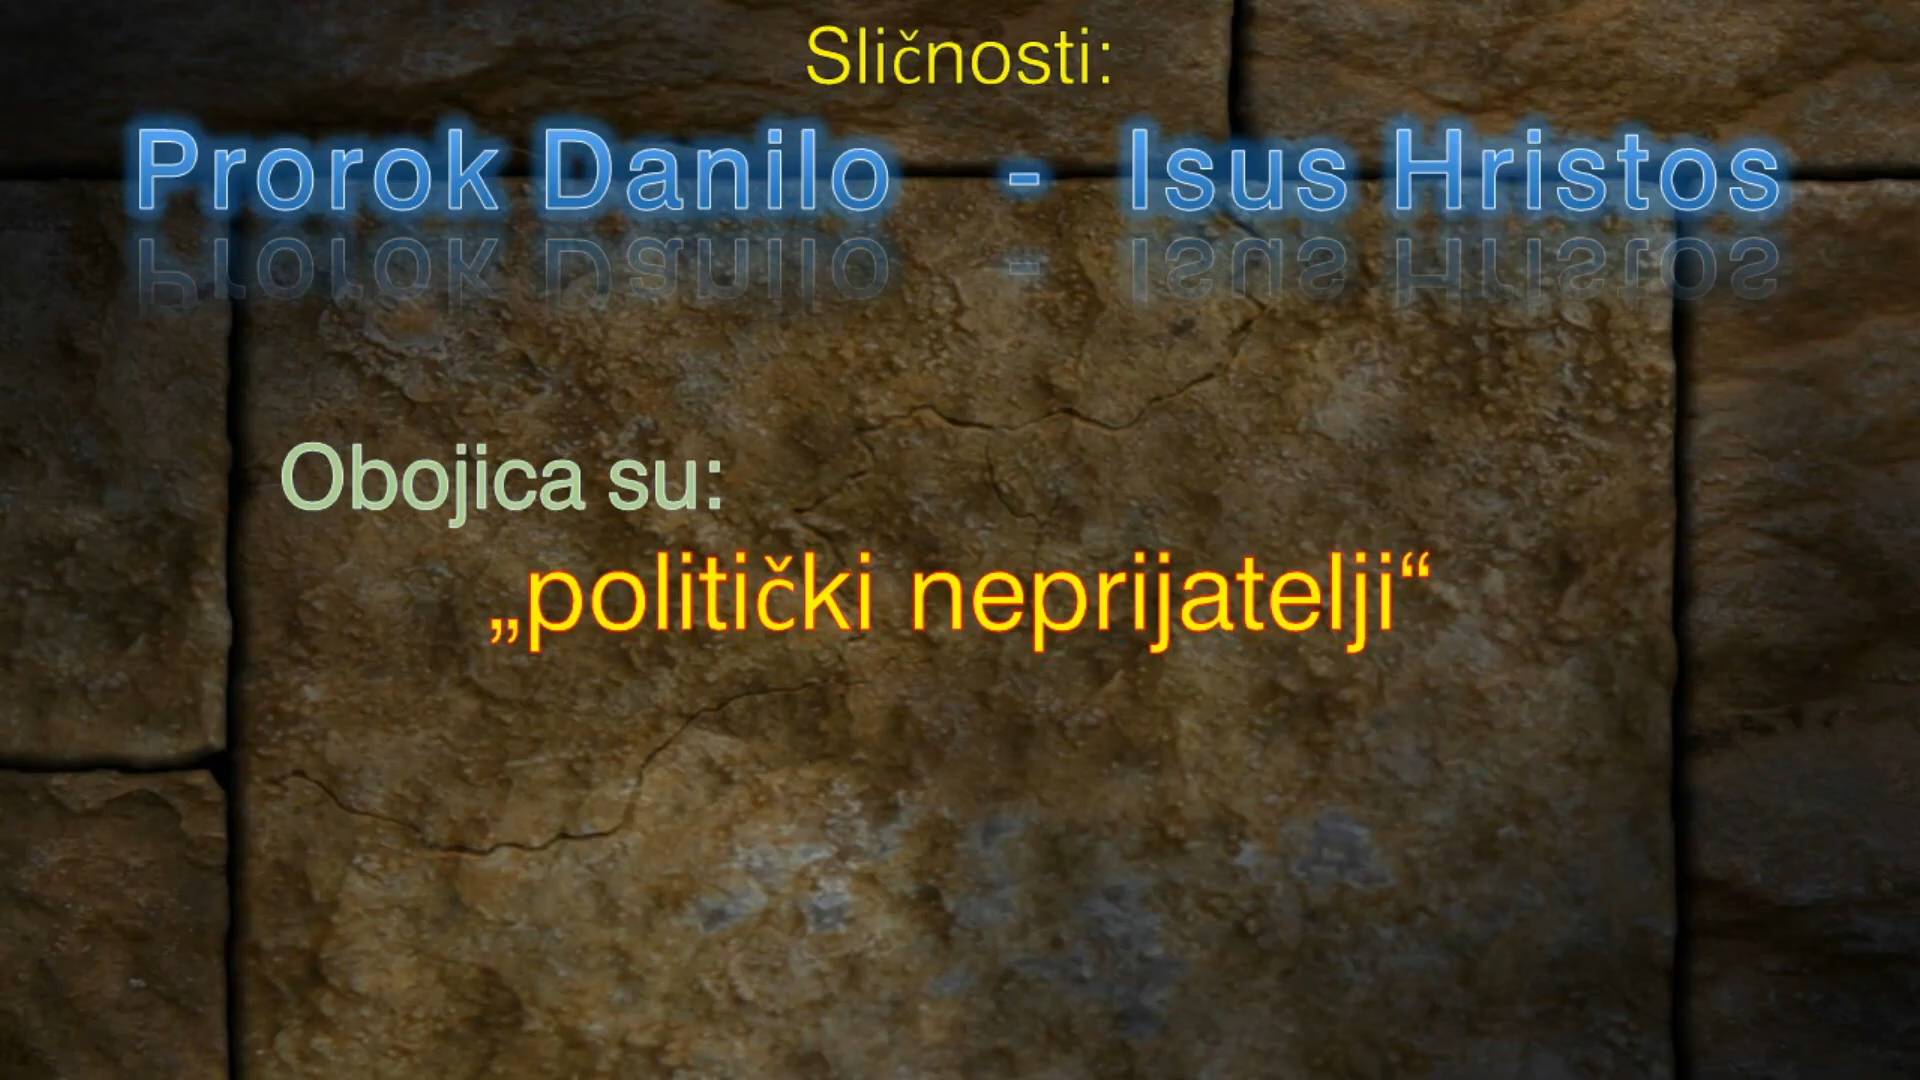 Sličnosti:
Prorok Danilo - Isus Hristos
Obojica su:
„politički neprijatelji“